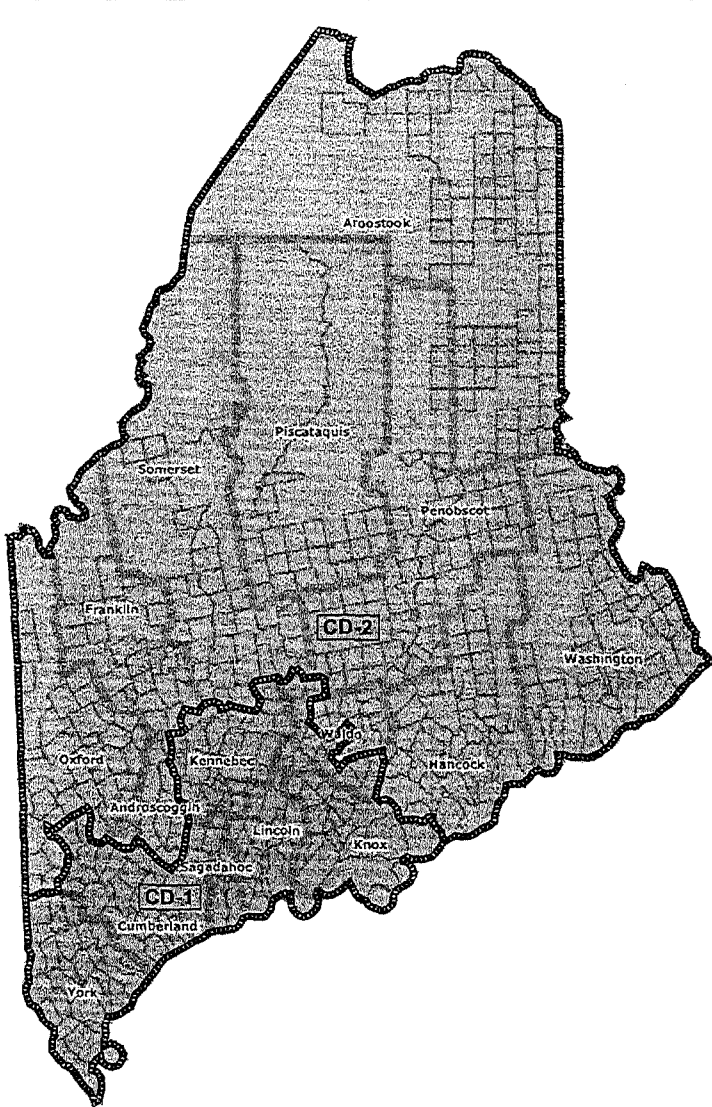 Aroostook
Piscataquis
Somerset
Penobscot
Franklin
CD-2
Washington
Waldo
Oxford
Kennebec
Hancock
Androscoggin
Lincoln
Knox
Sagadahoc
CD-1
Cumberland
York